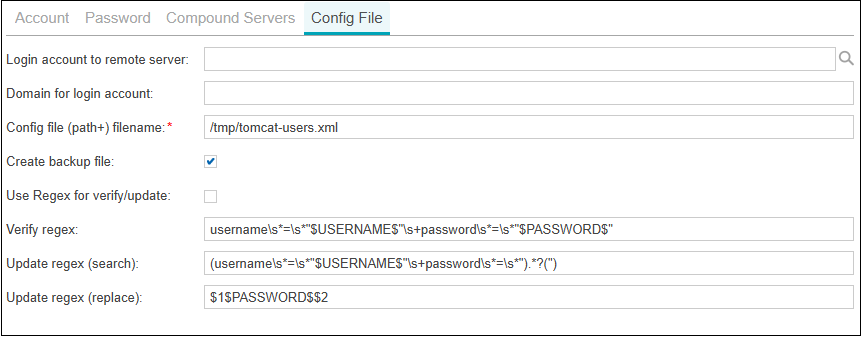 Account Password Compound Servers Config File
Login account to remote server:
Domain for login account:
Config file (path+) filename:* /tmp/tomcat-users.xml
Create backup file:
Use Regex for verify/update:
Verify regex: username\s*=\s*"$USERNAME$"\s+password\s*=\s*"$PASSWORD$"
Update regex (search): (username\s*=\s*"$USERNAME$"\s+password\s*=\s*").*?(")
Update regex (replace): $1$PASSWORD$$2